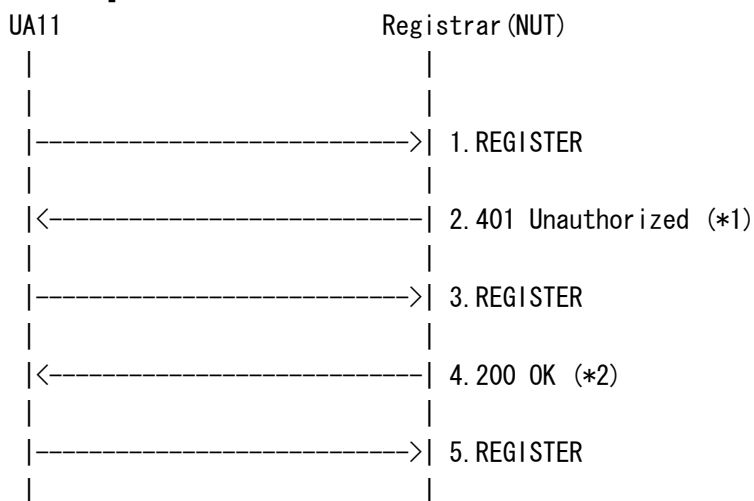 UA11 Registrar(NUT)
| |
| |
|---------------------------->| 1.REGISTER
| |
|<----------------------------| 2.401 Unauthorized (*1)
| |
|---------------------------->| 3.REGISTER
| |
|<----------------------------| 4.200 OK (*2)
| |
|---------------------------->| 5.REGISTER
| |